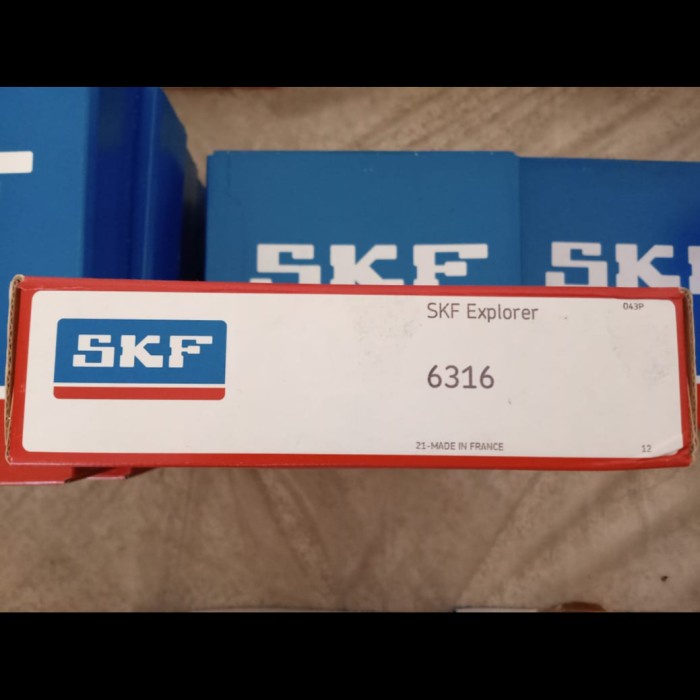 SKF
SKF
SKF
SKF Explorer
043P
6316
21-MADE IN FRANCE
12